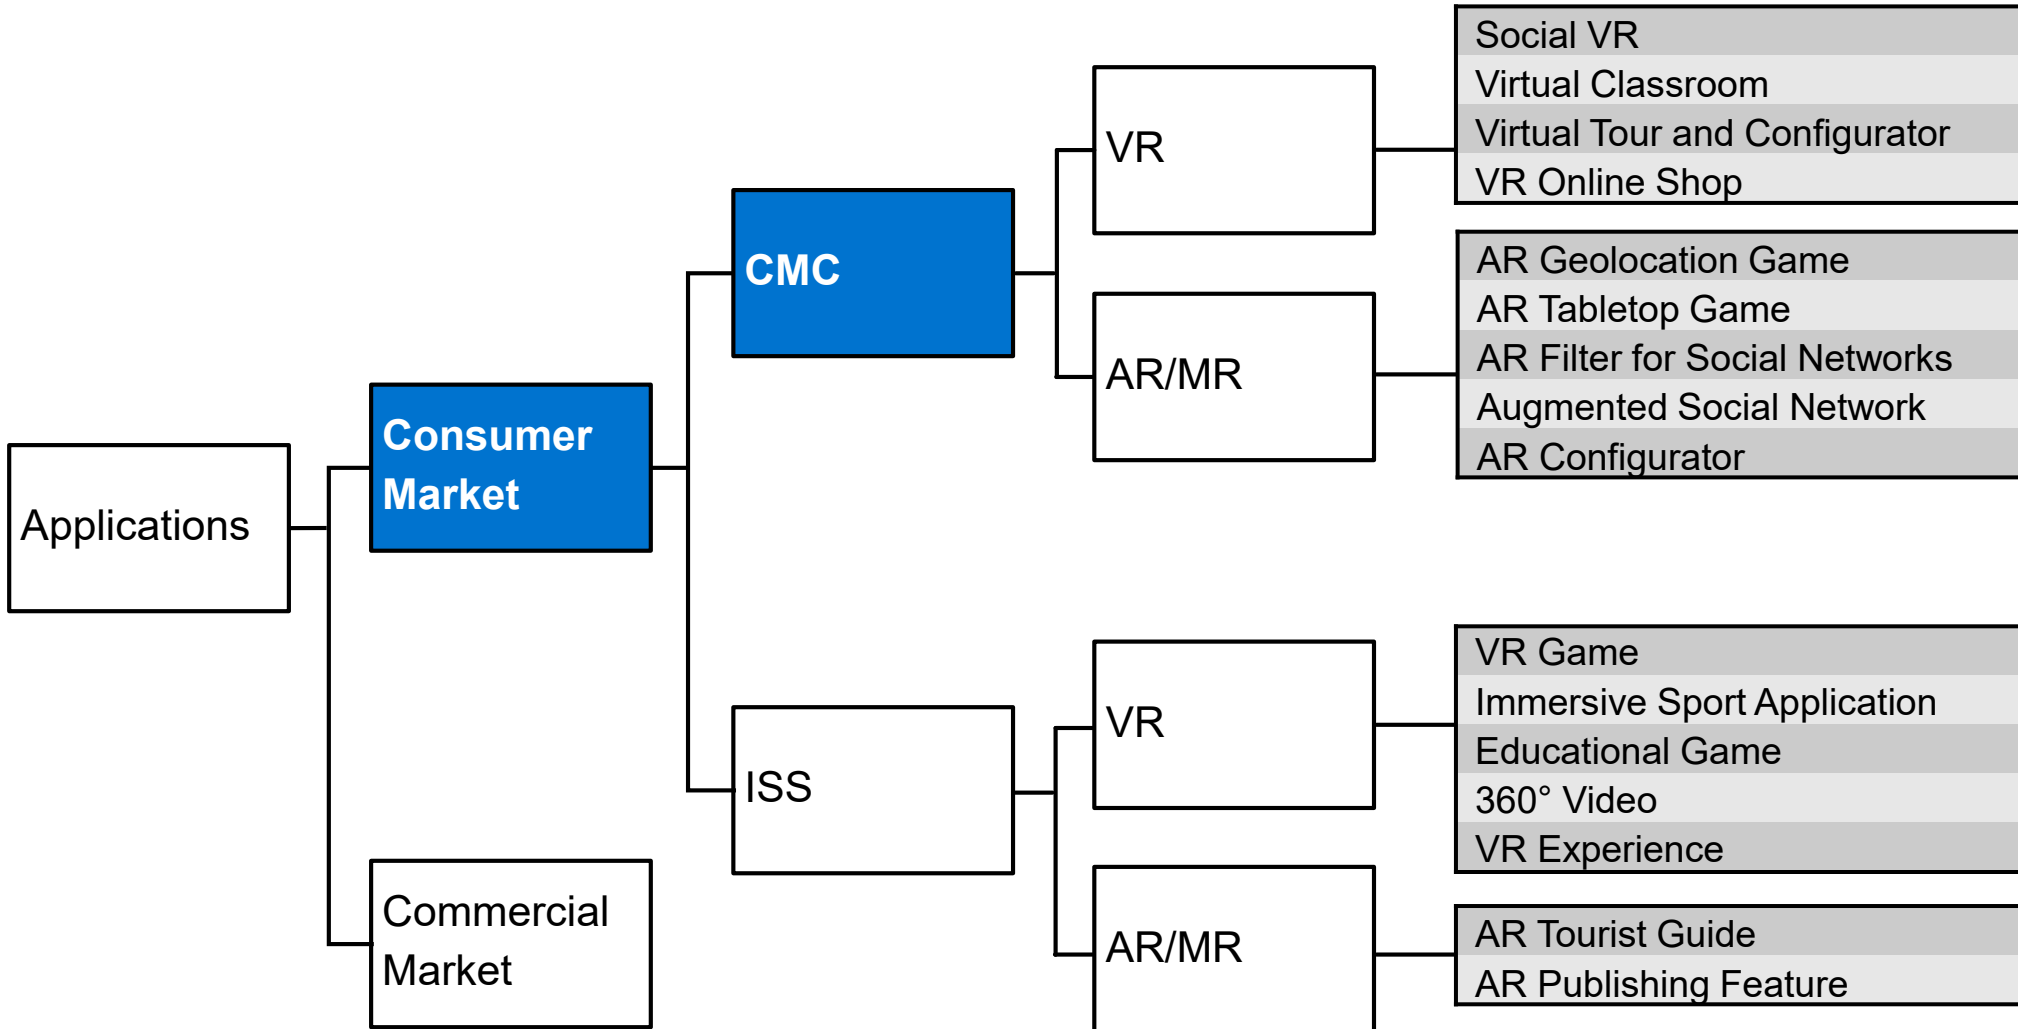 Applications
Consumer
Market
Commercial
Market
CMC
ISS
VR
AR/MR
VR
AR/MR
Social VR
Virtual Classroom
Virtual Tour and Configurator
VR Online Shop
AR Geolocation Game
AR Tabletop Game
AR Filter for Social Networks
Augmented Social Network
AR Configurator
VR Game
Immersive Sport Application
Educational Game
360° Video
VR Experience
AR Tourist Guide
AR Publishing Feature